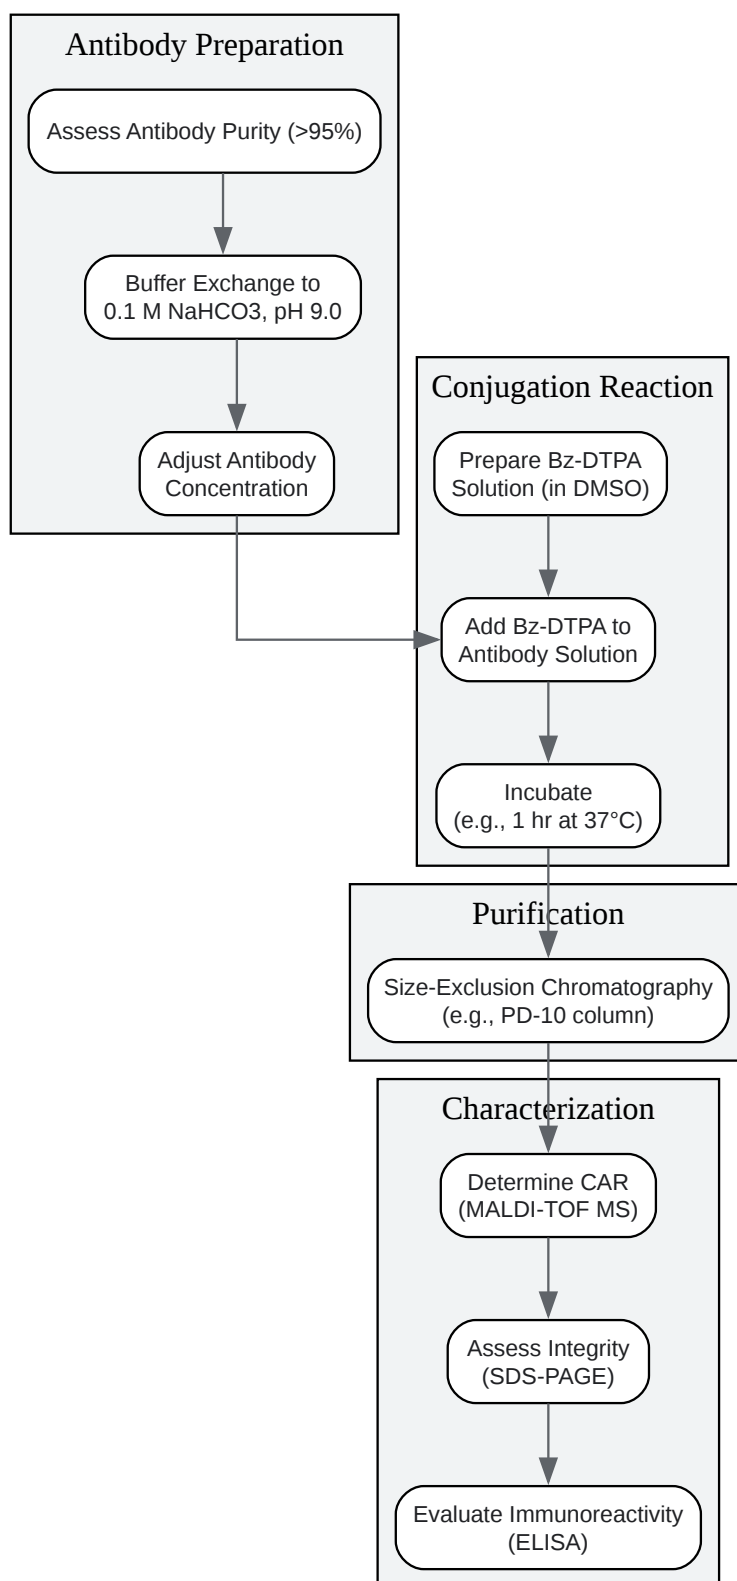 Antibody Preparation
Assess Antibody Purity (>95%)
Buffer Exchange to
0.1 M NaHCO3, pH 9.0
Adjust Antibody
Concentration
Conjugation Reaction
Prepare Bz-DTPA
Solution (in DMSO)
Add Bz-DTPA to
Antibody Solution
Incubate
(e.g., 1 hr at 37°C)
Purification
Size-Exclusion Chromatography
(e.g., PD-10 column)
Characterization
Determine CAR
(MALDI-TOF MS)
Assess Integrity
(SDS-PAGE)
Evaluate Immunoreactivity
(ELISA)